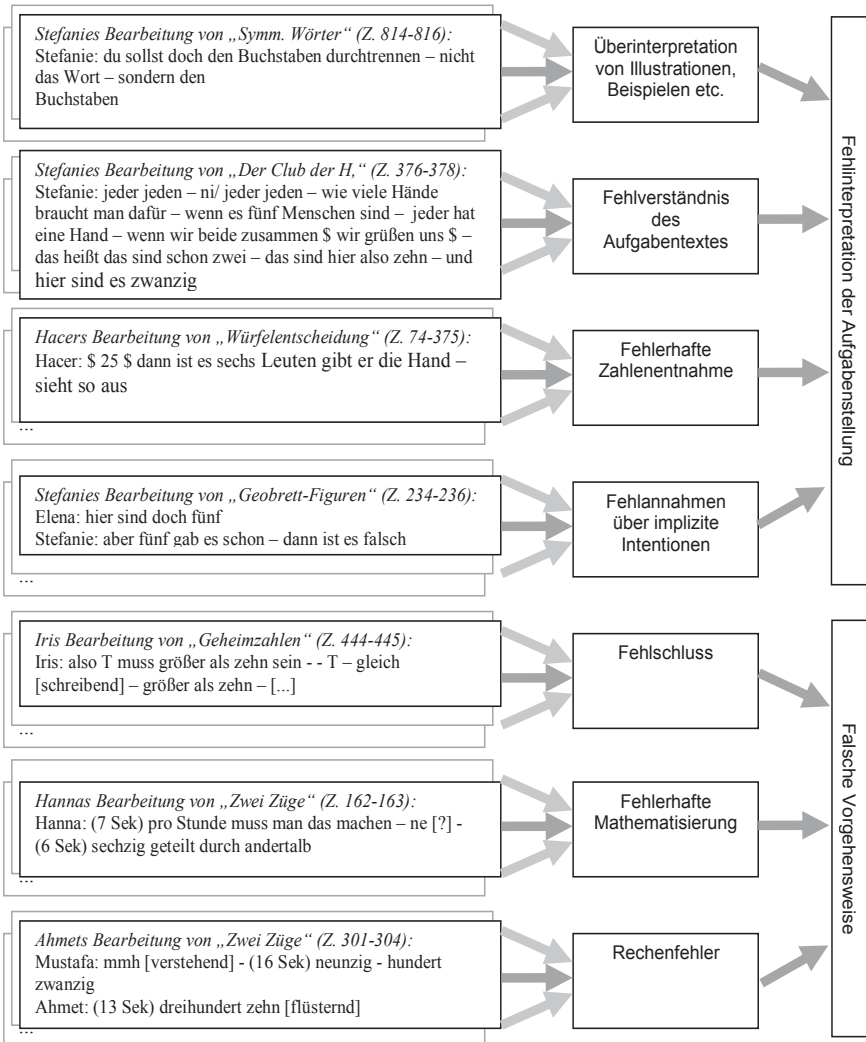 Stefanies Bearbeitung von „Symm. Wörter“ (Z. 814-816):
Stefanie: du sollst doch den Buchstaben durchtrennen – nicht
das Wort – sondern den
Buchstaben
Überinterpretation
von Illustrationen,
Beispielen etc.
Stefanies Bearbeitung von „Der Club der H,“ (Z. 376-378):
Stefanie: jeder jeden – ni/ jeder jeden – wie viele Hände
braucht man dafür – wenn es fünf Menschen sind – jeder hat
eine Hand – wenn wir beide zusammen $ wir grüßen uns $ –
das heißt das sind schon zwei – das sind hier also zehn – und
hier sind es zwanzig
Fehlverständnis
des
Aufgabentextes
Hacers Bearbeitung von „Würfelentscheidung“ (Z. 74-375):
Hacer: $ 25 $ dann ist es sechs Leuten gibt er die Hand –
sieht so aus
...
Fehlerhafte
Zahlenentnahme
Stefanies Bearbeitung von „Geobrett-Figuren“ (Z. 234-236):
Elena: hier sind doch fünf
Stefanie: aber fünf gab es schon – dann ist es falsch
...
Fehlannahmen
über implizite
Intentionen
Fehlinterpretation der Aufgabenstellung
Iris Bearbeitung von „Geheimzahlen“ (Z. 444-445):
Iris: also T muss größer als zehn sein - - T – gleich
[schreibend] – größer als zehn – [...]
...
Fehlschluss
Hannas Bearbeitung von „Zwei Züge“ (Z. 162-163):
Hanna: (7 Sek) pro Stunde muss man das machen – ne [?] -
(6 Sek) sechzig geteilt durch andertalb
...
Fehlerhafte
Mathematisierung
Ahmets Bearbeitung von „Zwei Züge“ (Z. 301-304):
Mustafa: mmh [verstehend] - (16 Sek) neunzig - hundert
zwanzig
Ahmet: (13 Sek) dreihundert zehn [flüsternd]
...
Rechenfehler
Falsche Vorgehensweise